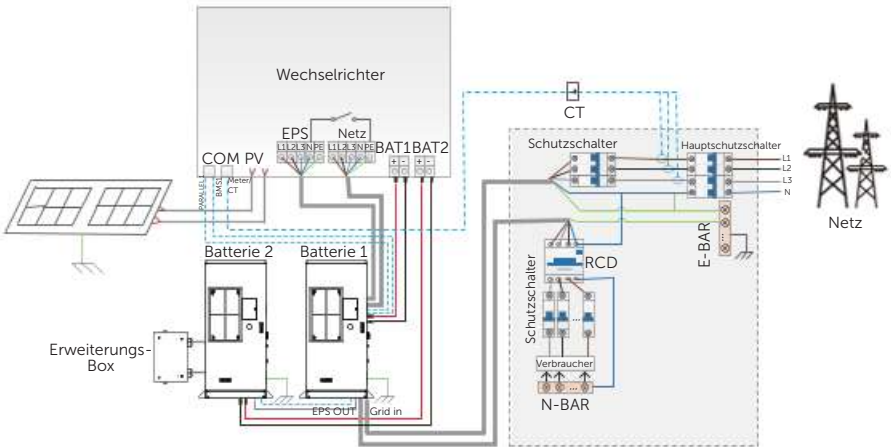 Wechselrichter
EPS
Netz
L1L2L3NPE
L1L2L3NPE
BAT1BAT2
+ -
+ -
COM PV
PARALLEL
BMS1
Meter/
CT
CT
Schutzschalter
Hauptschutzschalter
L1
L2
L3
N
Netz
E-BAR
RCD
Schutzschalter
Verbraucher
N-BAR
Batterie 2
Batterie 1
Erweiterungs-
Box
EPS OUT
Grid in